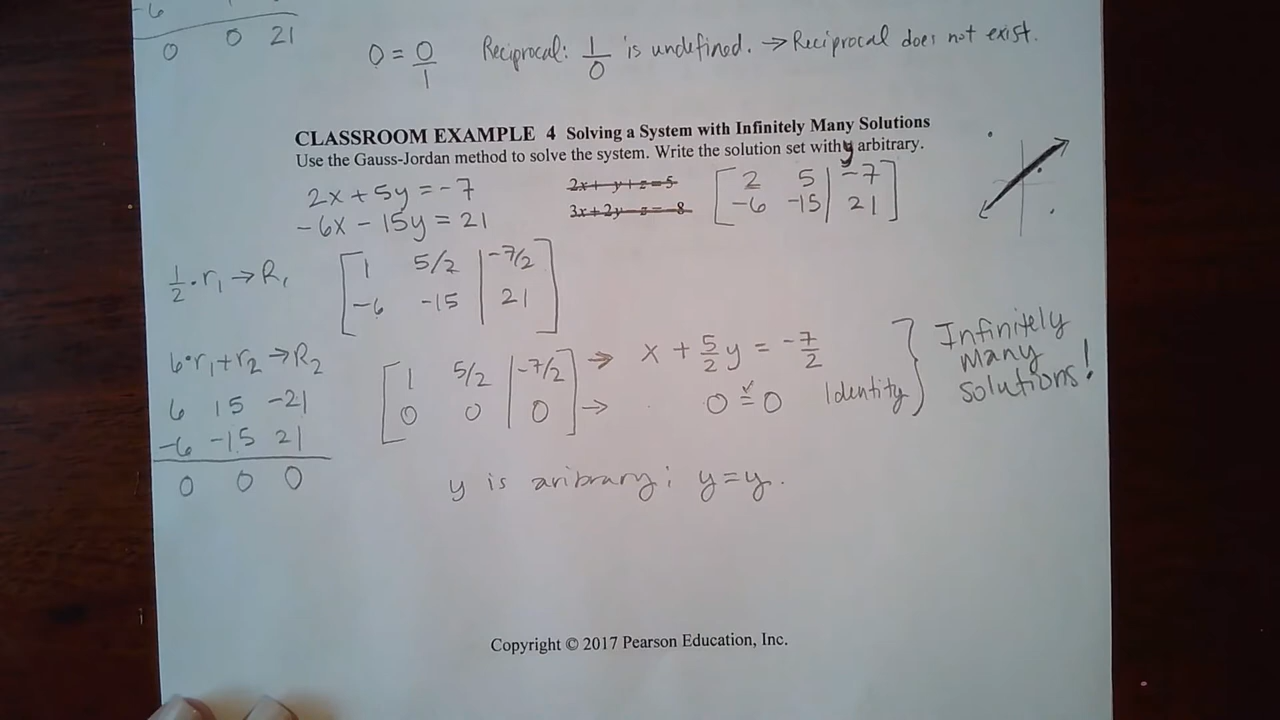 -6
0 0 21
0 = 0/1 Reciprocal: 1/0 is undefined. → Reciprocal does not exist.
CLASSROOM EXAMPLE 4 Solving a System with Infinitely Many Solutions
Use the Gauss-Jordan method to solve the system. Write the solution set with y arbitrary.
2x + 5y = -7
-6x - 15y = 21
2x + y + z = 5
3x + 2y - z = -8
[2 5 | -7]
[-6 -15 | 21]
1/2 · r₁ → R₁
[1 5/2 | -7/2]
[-6 -15 | 21]
6·r₁ + r₂ → R₂
6 15 -21
-6 -15 21
0 0 0
[1 5/2 | -7/2] → x + 5/2 y = -7/2
[0 0 | 0] → 0 = 0 Identity
Infinitely
many
solutions!
y is aribrary; y = y.
Copyright © 2017 Pearson Education, Inc.